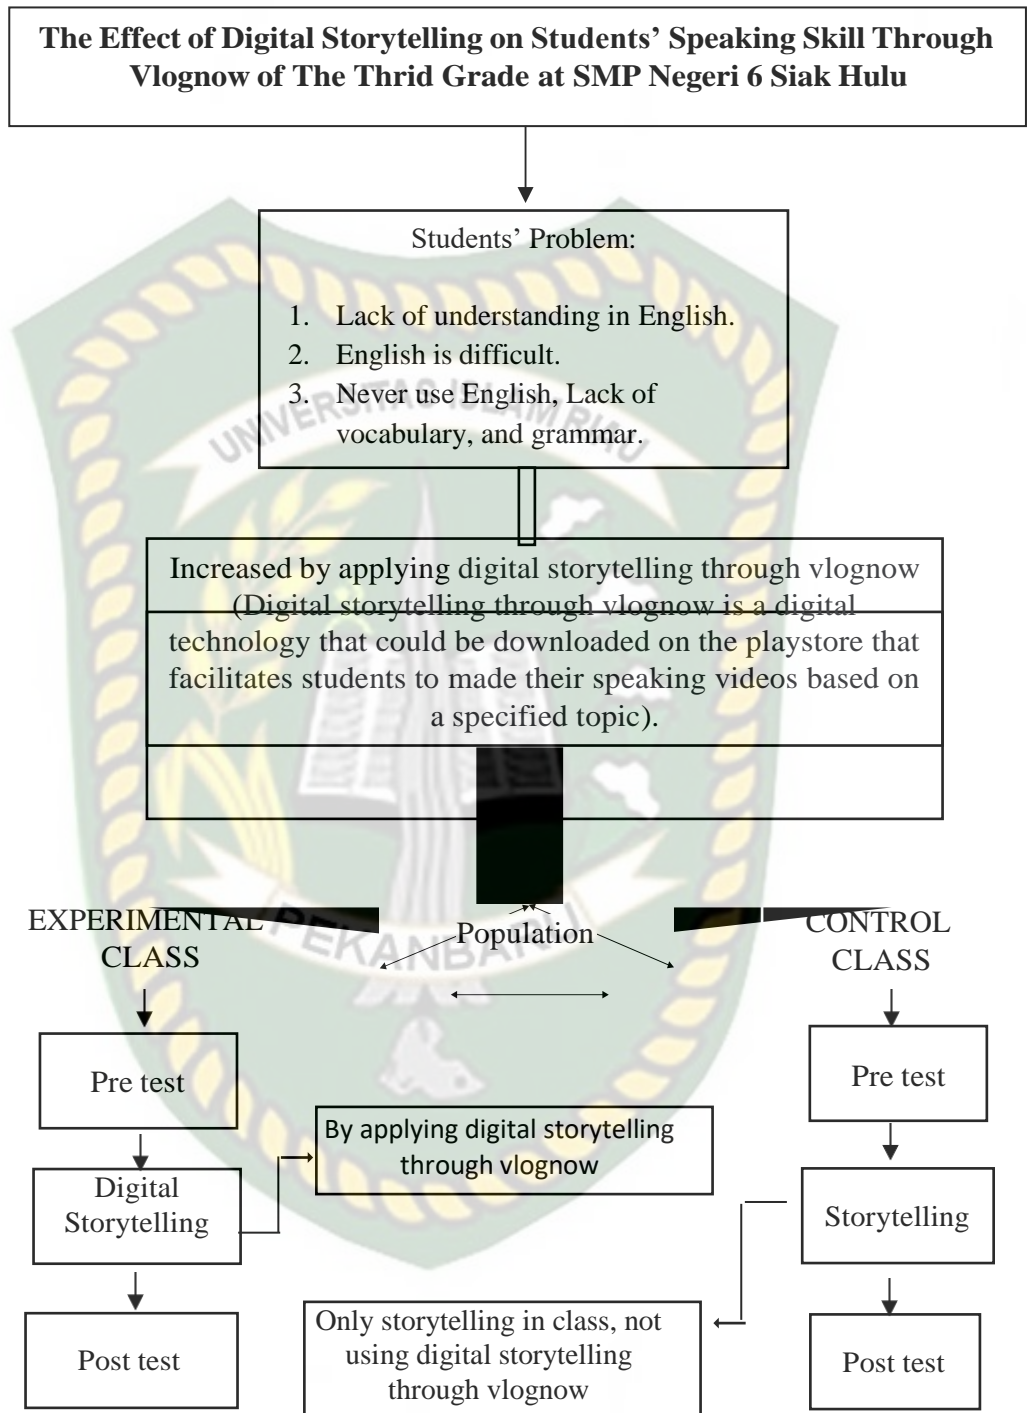 The Effect of Digital Storytelling on Students’ Speaking Skill Through
Vlognow of The Thrid Grade at SMP Negeri 6 Siak Hulu
Students’ Problem:
1. Lack of understanding in English.
2. English is difficult.
3. Never use English, Lack of
vocabulary, and grammar.
UNIVERSITAS ISLAM RIAU
Increased by applying digital storytelling through vlognow
(Digital storytelling through vlognow is a digital
technology that could be downloaded on the playstore that
facilitates students to made their speaking videos based on
a specified topic).
EXPERIMENTAL
CLASS
Population
CONTROL
CLASS
PEKANBARU
Pre test
Pre test
By applying digital storytelling
through vlognow
Digital
Storytelling
Storytelling
Only storytelling in class, not
using digital storytelling
through vlognow
Post test
Post test